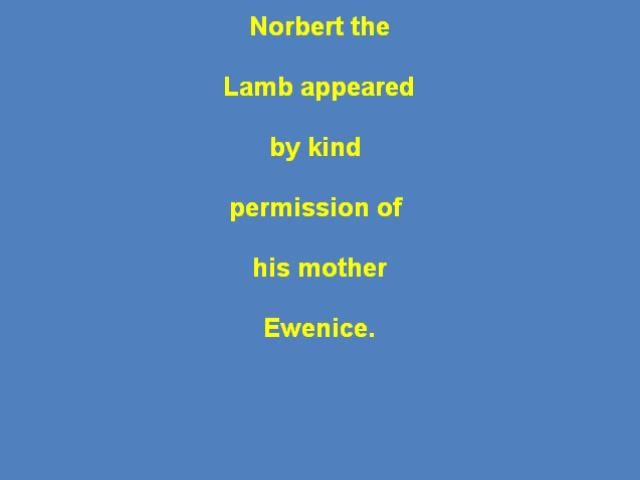 Norbert the
Lamb appeared
by kind
permission of
his mother
Ewenice.